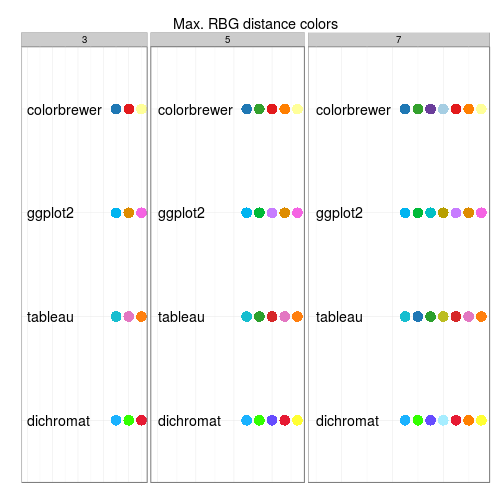 Max. RBG distance colors
3 5 7
colorbrewer colorbrewer colorbrewer
ggplot2 ggplot2 ggplot2
tableau tableau tableau
dichromat dichromat dichromat